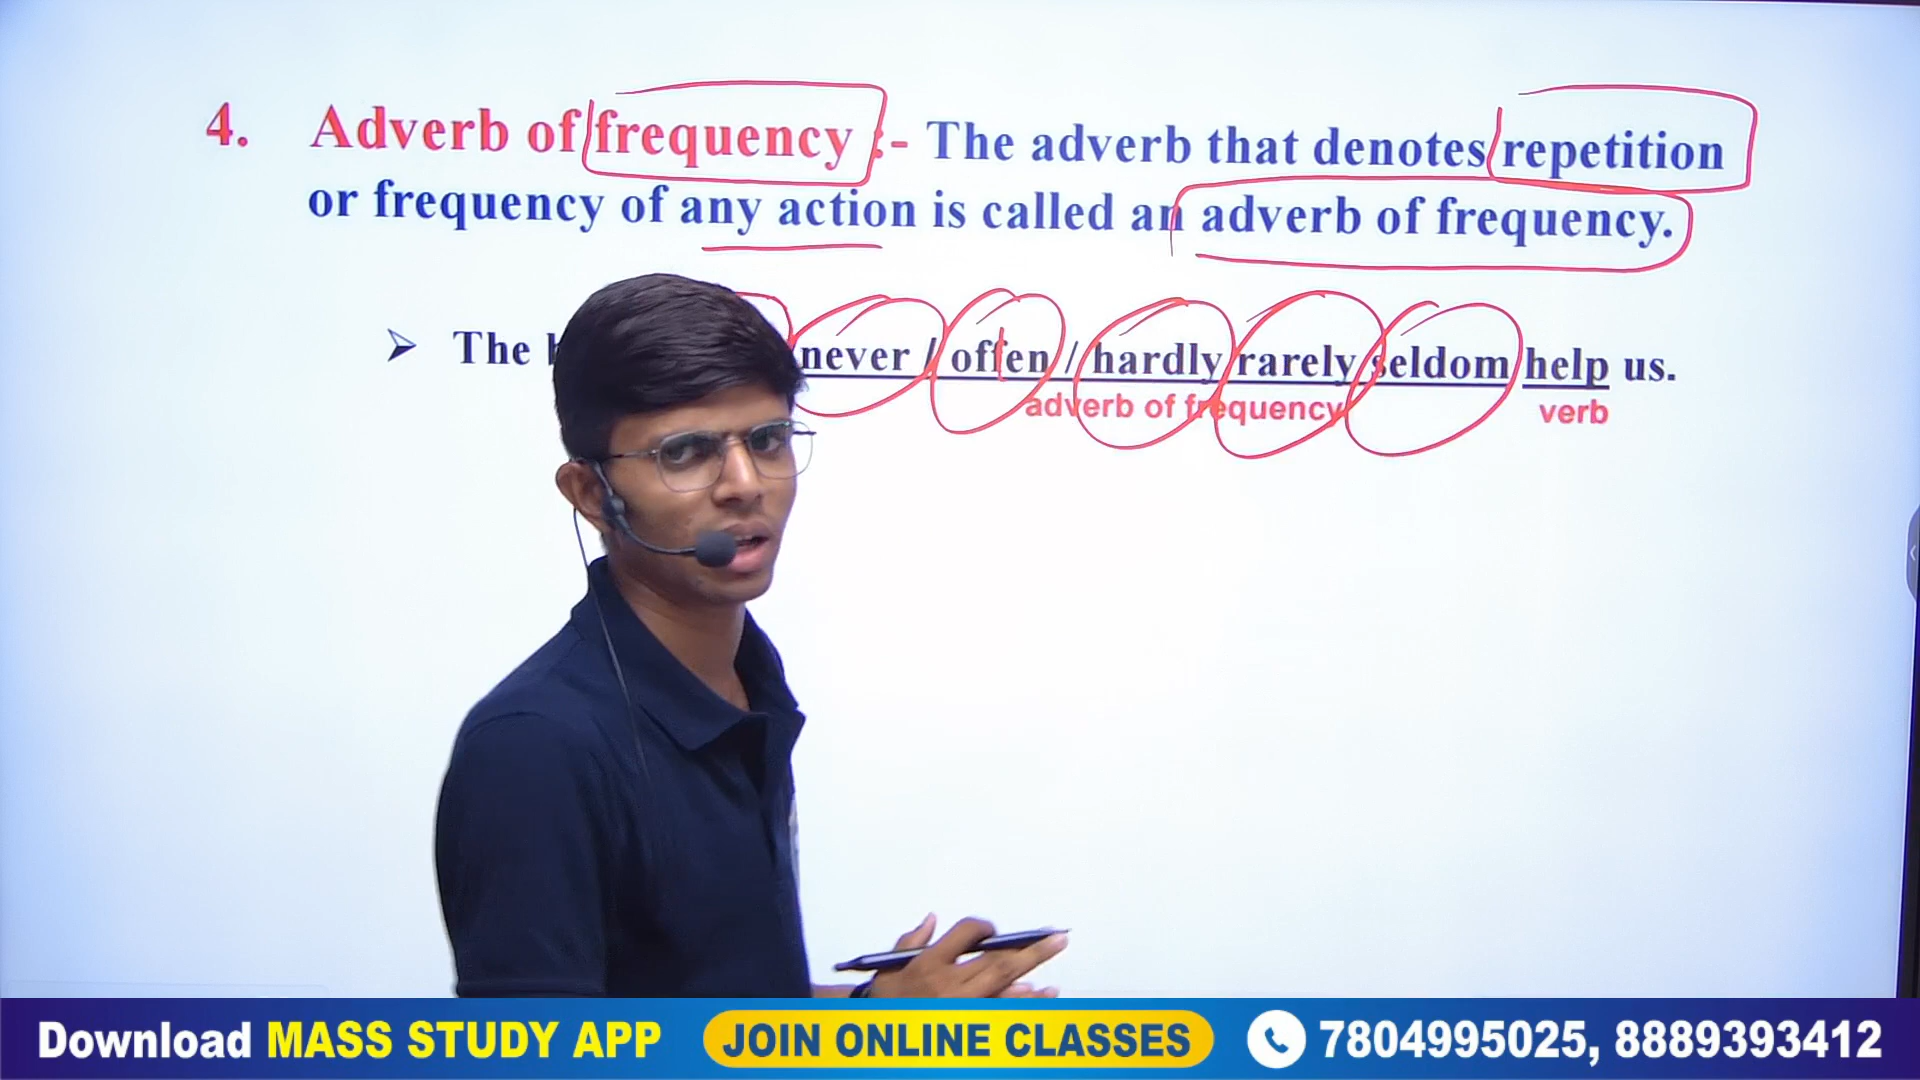 4. Adverb of frequency :- The adverb that denotes repetition
or frequency of any action is called an adverb of frequency.
➢ The never / often / hardly rarely seldom help us.
adverb of frequency verb
Download MASS STUDY APP JOIN ONLINE CLASSES 7804995025, 8889393412